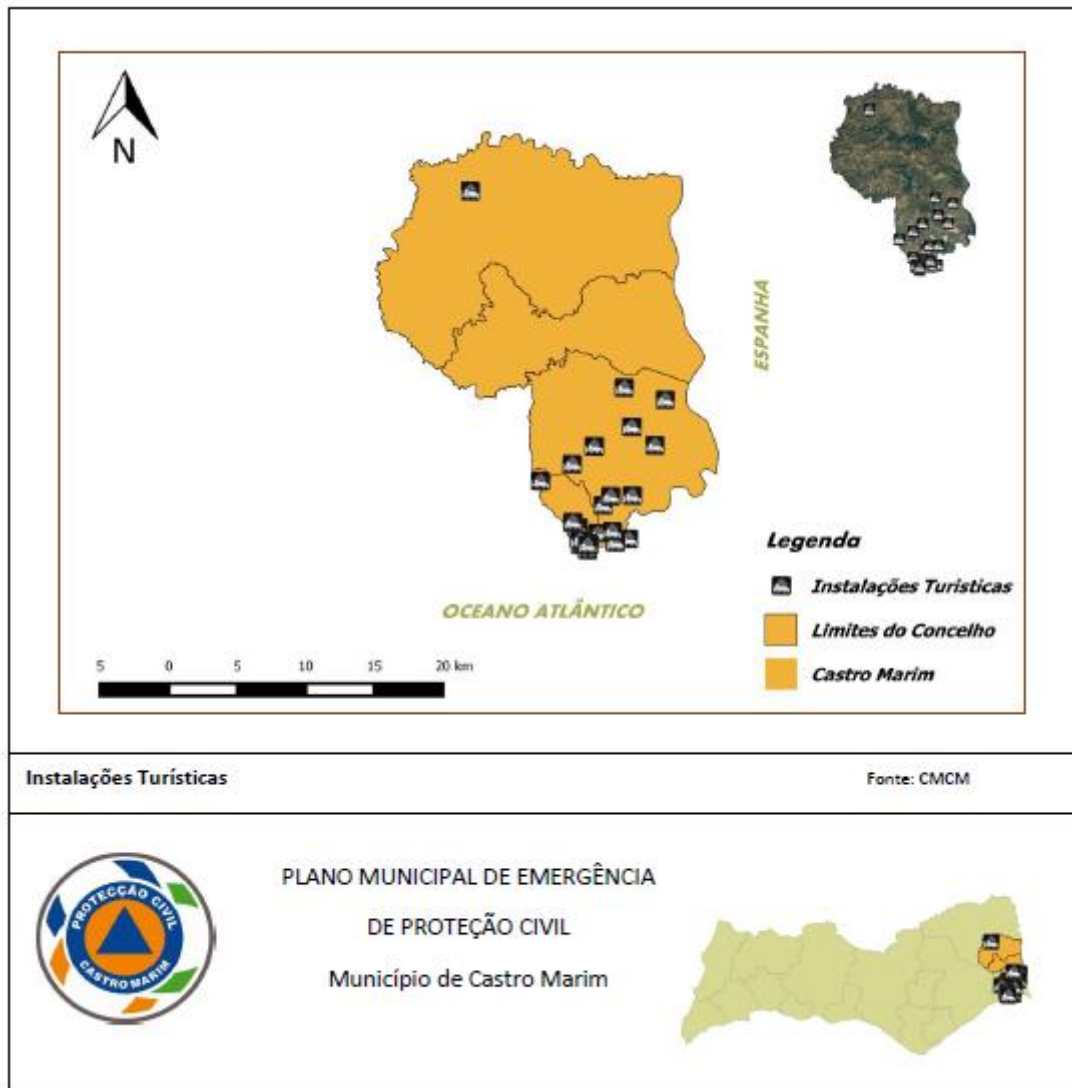 N
ESPANHA
OCEANO ATLÂNTICO
Legenda
Instalações Turisticas
Limites do Concelho
Castro Marim
5 0 5 10 15 20 km
Instalações Turísticas
Fonte: CMCM
PROTECÇÃO CIVIL
CASTRO MARIM
PLANO MUNICIPAL DE EMERGÊNCIA
DE PROTEÇÃO CIVIL
Município de Castro Marim